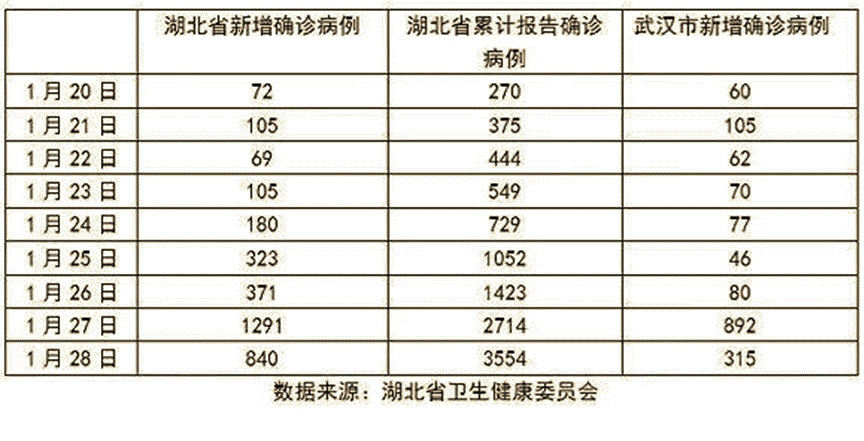 湖北省新增确诊病例 湖北省累计报告确诊病例 武汉市新增确诊病例
1月20日 72 270 60
1月21日 105 375 105
1月22日 69 444 62
1月23日 105 549 70
1月24日 180 729 77
1月25日 323 1052 46
1月26日 371 1423 80
1月27日 1291 2714 892
1月28日 840 3554 315
数据来源：湖北省卫生健康委员会